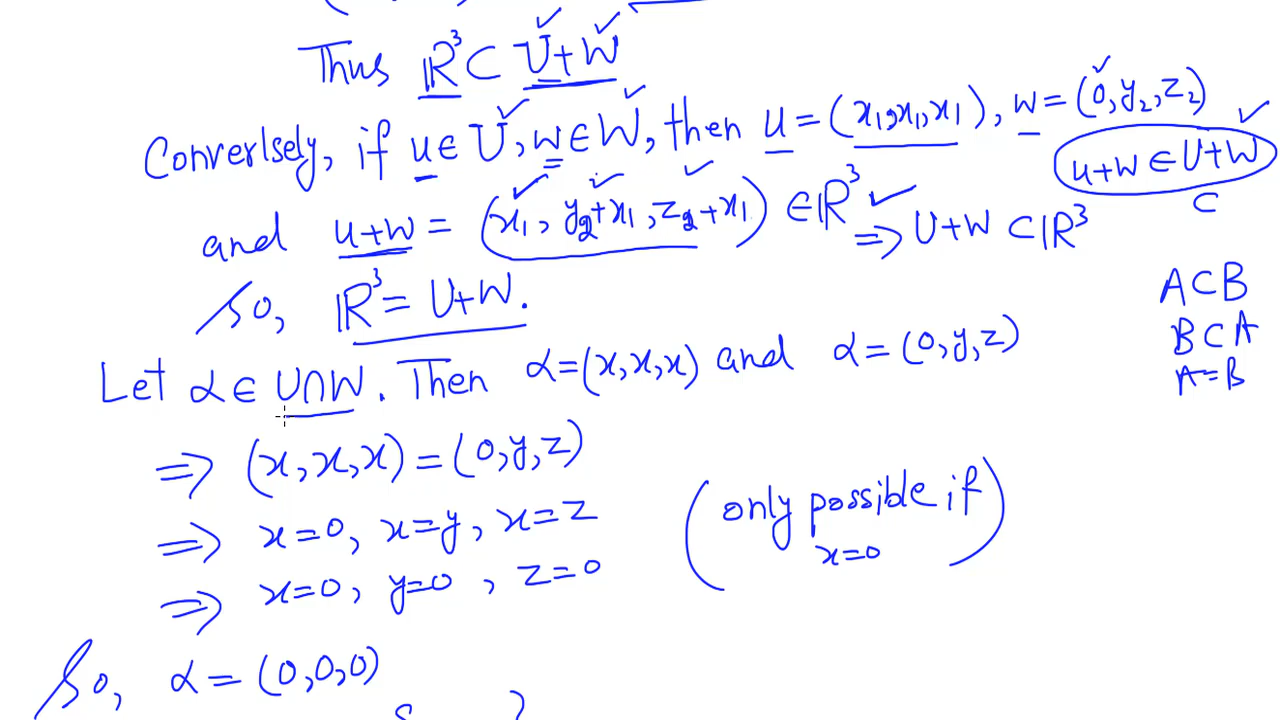 Thus ℝ³ ⊂ U+W
Converlsely, if u ∈ U, w ∈ W, then u = (x₁, x₁, x₁), w = (0, y₂, z₂)
u+w ∈ U+W
⊂
and u+w = (x₁, y₂+x₁, z₂+x₁) ∈ ℝ³
⇒ U+W ⊂ ℝ³
So, ℝ³ = U+W.
A ⊂ B
B ⊂ A
A = B
Let α ∈ U∩W. Then α = (x, x, x) and α = (0, y, z)
⇒ (x, x, x) = (0, y, z)
⇒ x=0, x=y, x=z
(only possible if
x=0)
⇒ x=0, y=0, z=0
So, α = (0,0,0)